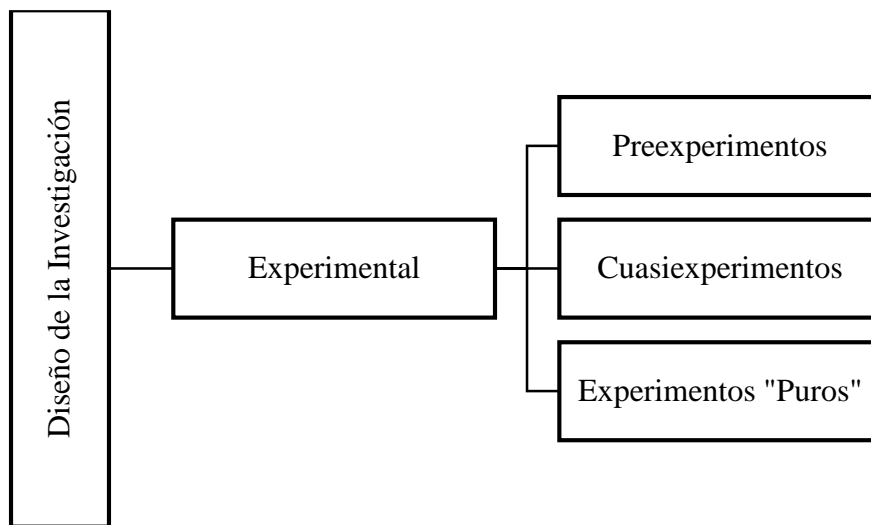 Diseño de la Investigación
Experimental
Preexperimentos
Cuasiexperimentos
Experimentos "Puros"